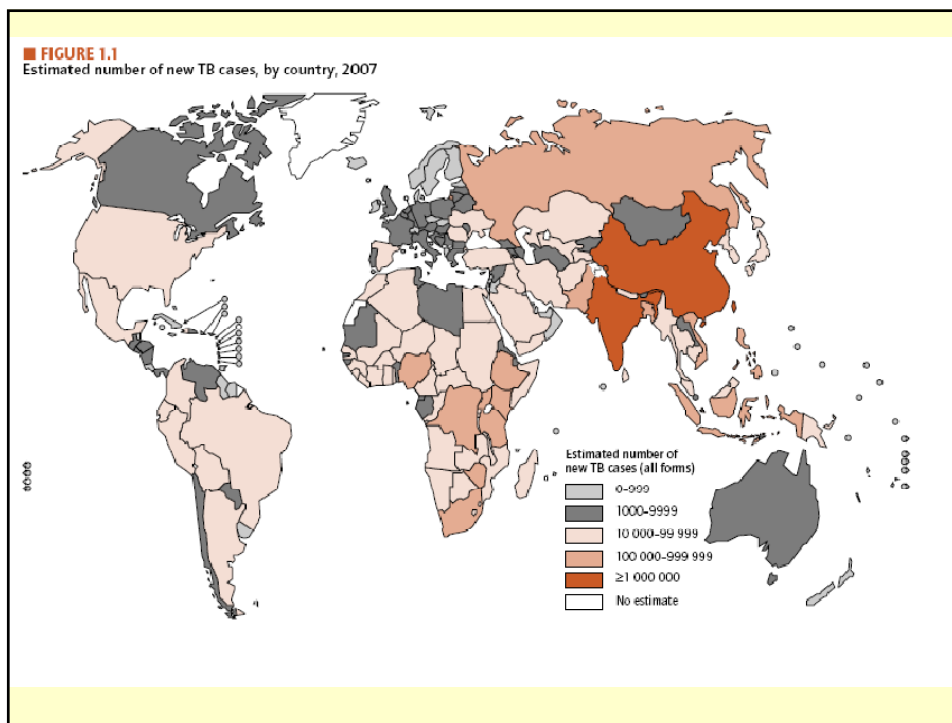 FIGURE 1.1
Estimated number of new TB cases, by country, 2007
Estimated number of
new TB cases (all forms)
0–999
1000–9999
10 000–99 999
100 000–999 999
≥1 000 000
No estimate